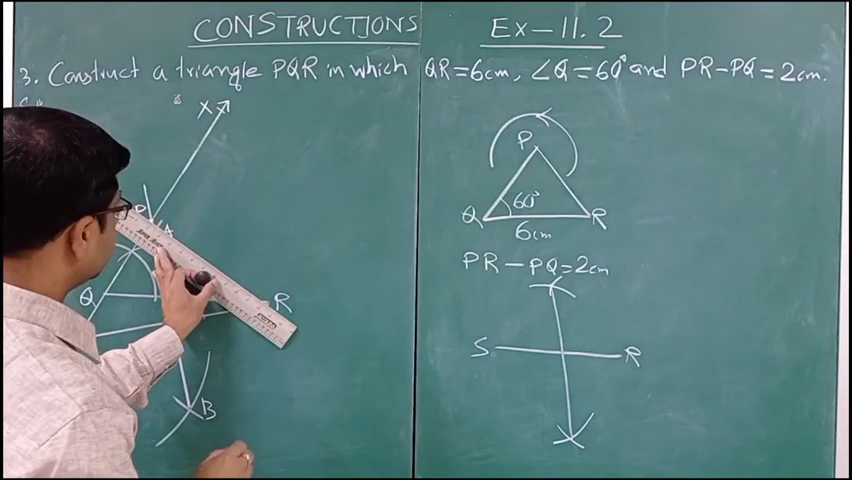 CONSTRUCTIONS Ex-11.2
3. Construct a triangle PQR in which QR=6cm, ∠Q=60° and PR-PQ=2cm.
X
P
A
Q
R
B
P
60°
Q
R
6cm
PR-PQ=2cm
S
R